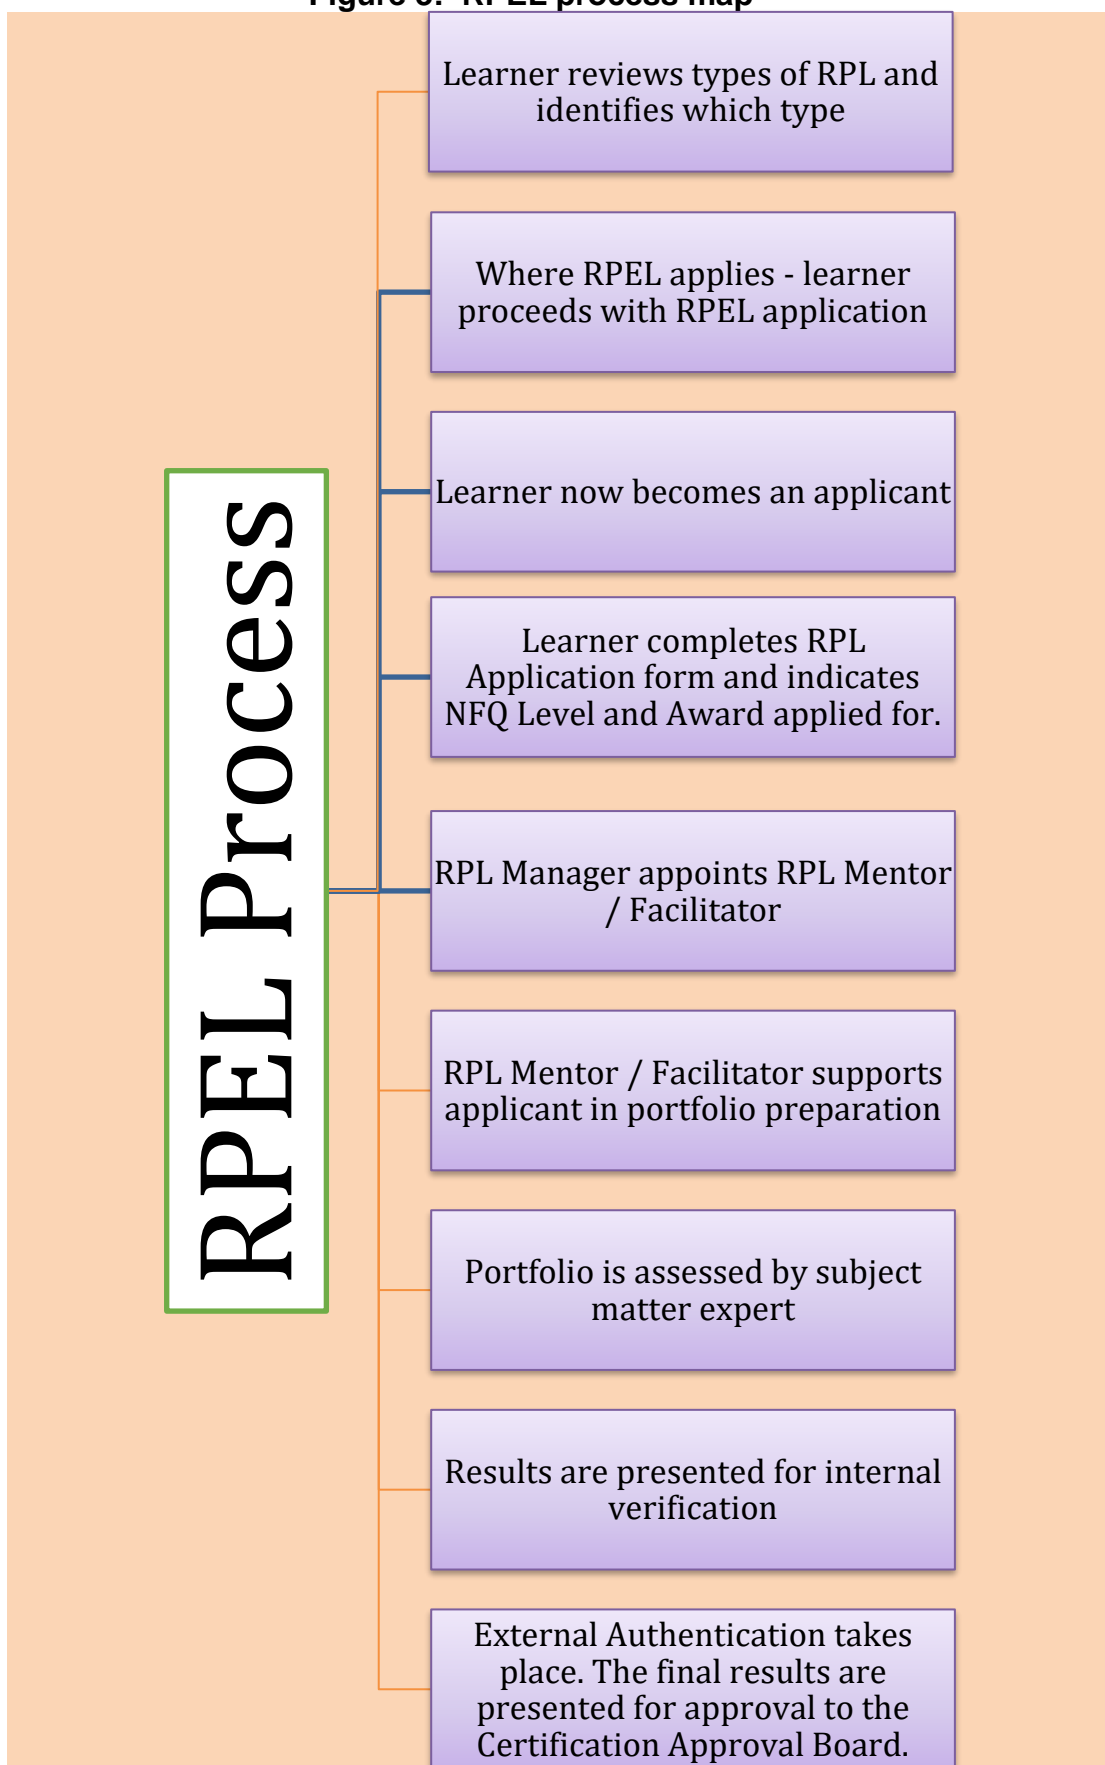 Learner reviews types of RPL and
identifies which type
Where RPEL applies - learner
proceeds with RPEL application
Learner now becomes an applicant
Learner completes RPL
Application form and indicates
NFQ Level and Award applied for.
RPEL Process
RPL Manager appoints RPL Mentor
/ Facilitator
RPL Mentor / Facilitator supports
applicant in portfolio preparation
Portfolio is assessed by subject
matter expert
Results are presented for internal
verification
External Authentication takes
place. The final results are
presented for approval to the
Certification Approval Board.